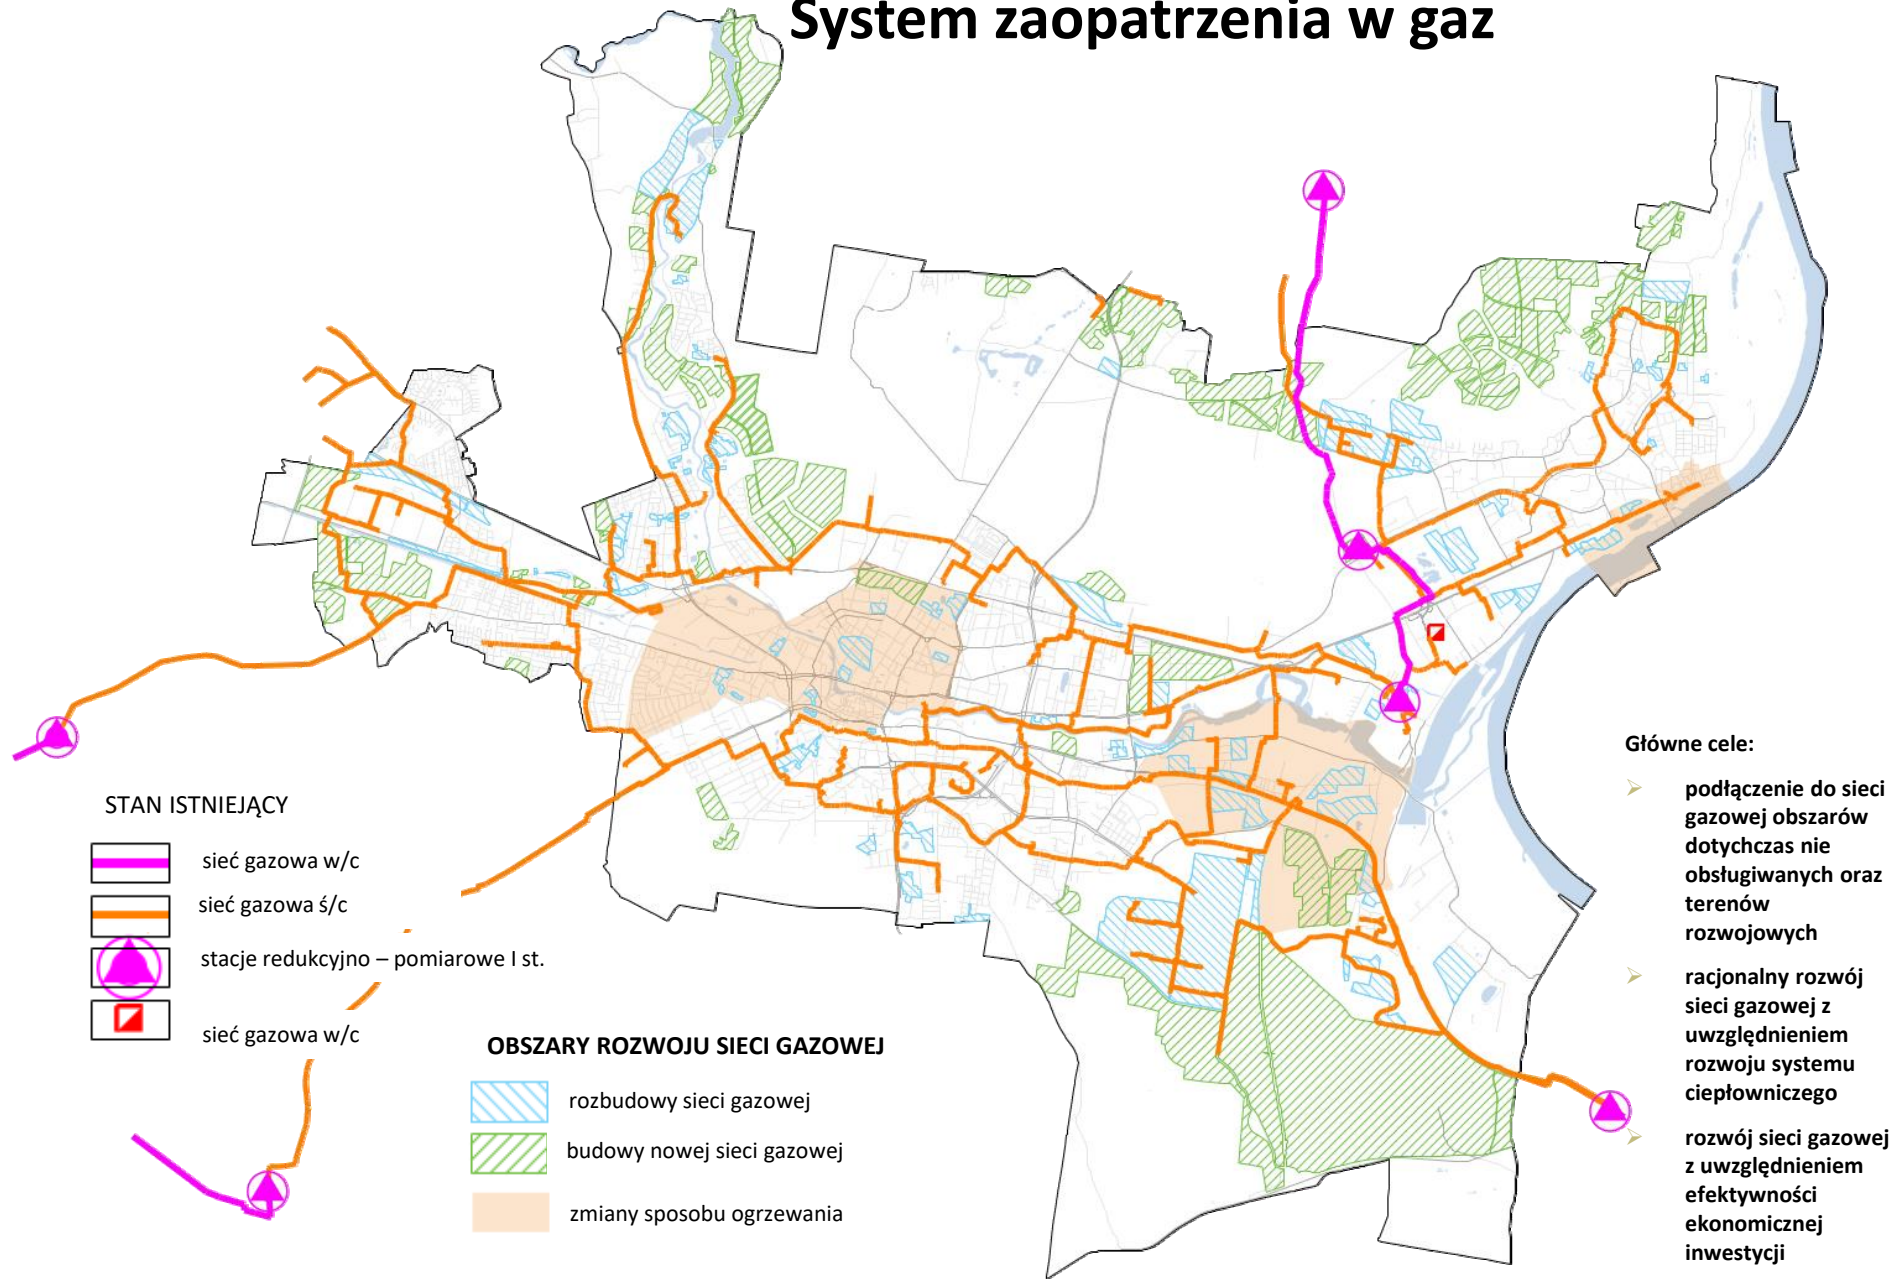 System zaopatrzenia w gaz
STAN ISTNIEJĄCY
sieć gazowa w/c
sieć gazowa ś/c
stacje redukcyjno – pomiarowe I st.
sieć gazowa w/c
OBSZARY ROZWOJU SIECI GAZOWEJ
rozbudowy sieci gazowej
budowy nowej sieci gazowej
zmiany sposobu ogrzewania
Główne cele:
podłączenie do sieci
gazowej obszarów
dotychczas nie
obsługiwanych oraz
terenów
rozwojowych
racjonalny rozwój
sieci gazowej z
uwzględnieniem
rozwoju systemu
ciepłowniczego
rozwój sieci gazowej
z uwzględnieniem
efektywności
ekonomicznej
inwestycji